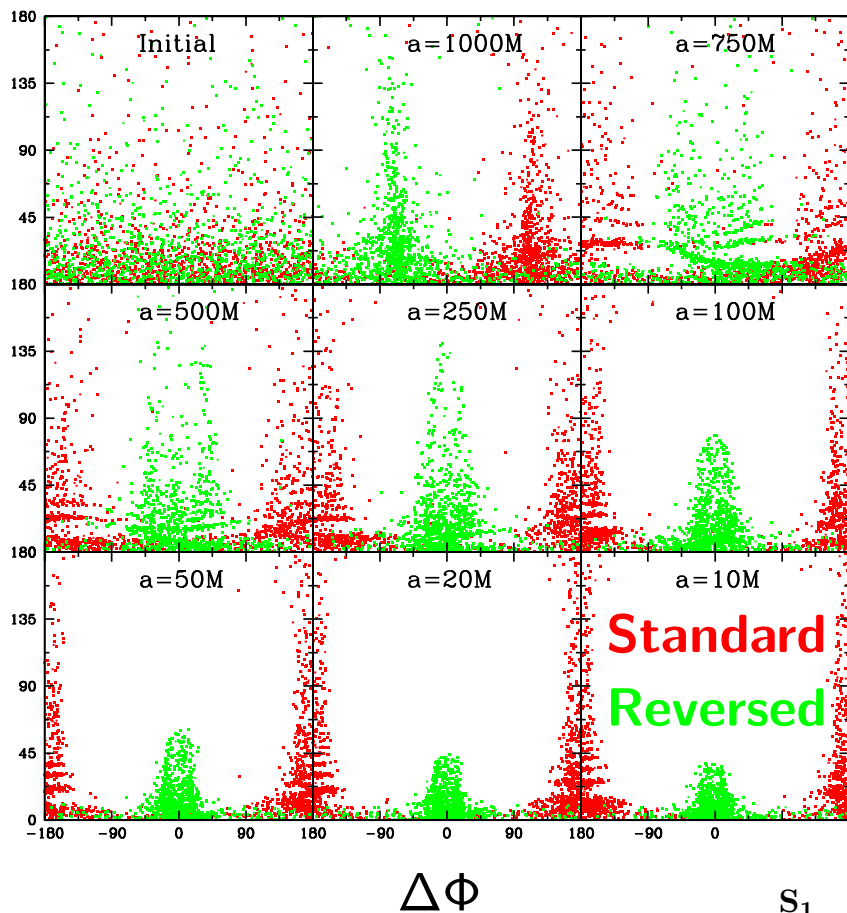 180 Initial a=1000M a=750M
135
90
45
180 a=500M a=250M a=100M
135
90
45
180 a=50M a=20M a=10M
135
Standard
90
Reversed
45
0
-180 -90 0 90 180 -90 0 90 180 -90 0
ΔΦ s₁